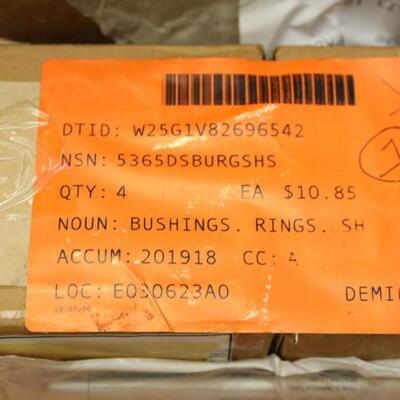 DTID: W25G1V82696542
NSN: 5365DSBURGSHS
QTY: 4 EA $10.85
NOUN: BUSHINGS. RINGS. SH
ACCUM: 201918 CC: A
LOC: E030623A0 DEMI